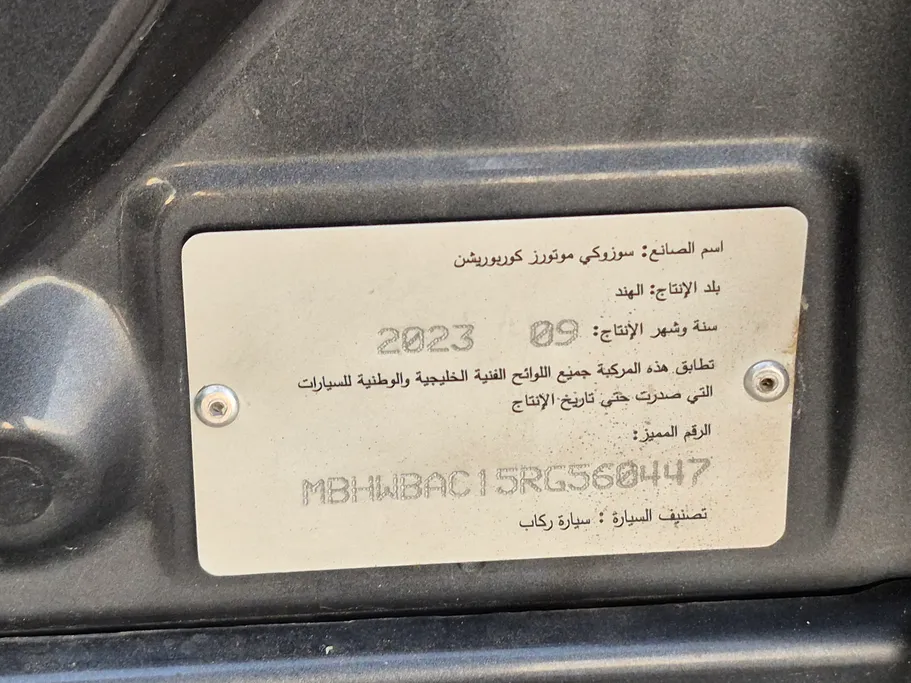 اسم الصانع: سوزوكي موتورز كوربوريشن
بلد الإنتاج: الهند
سنة وشهر الإنتاج: 09 2023
تطابق هذه المركبة جميع اللوائح الفنية الخليجية والوطنية للسيارات
التي صدرت حتي تاريخ الإنتاج
الرقم المميز:
MBHWBAC15RG560447
تصنيف السيارة : سيارة ركاب